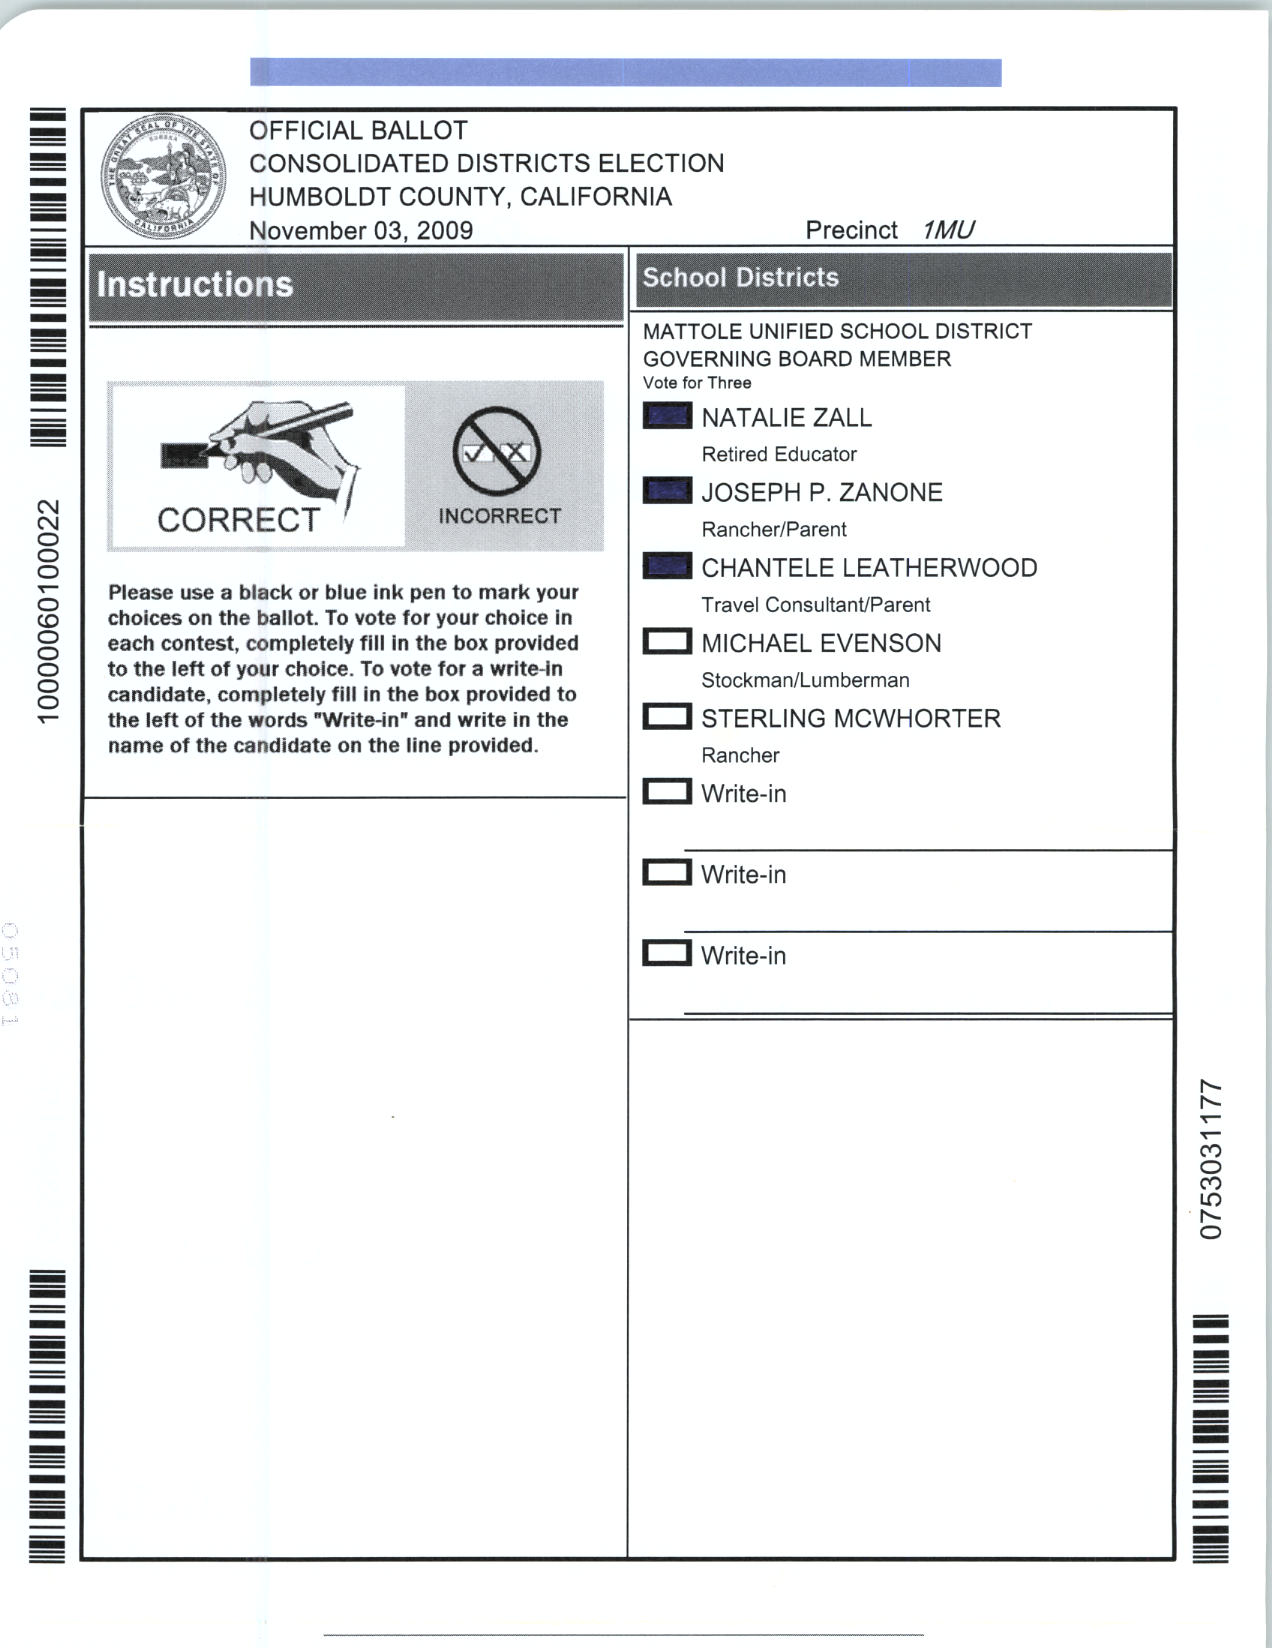 OFFICIAL BALLOT
CONSOLIDATED DISTRICTS ELECTION
HUMBOLDT COUNTY, CALIFORNIA
November 03, 2009
Precinct 1MU
THE GREAT SEAL OF THE STATE OF CALIFORNIA
EUREKA
Instructions
CORRECT
INCORRECT
Please use a black or blue ink pen to mark your
choices on the ballot. To vote for your choice in
each contest, completely fill in the box provided
to the left of your choice. To vote for a write-in
candidate, completely fill in the box provided to
the left of the words "Write-in" and write in the
name of the candidate on the line provided.
School Districts
MATTOLE UNIFIED SCHOOL DISTRICT
GOVERNING BOARD MEMBER
Vote for Three
NATALIE ZALL
Retired Educator
JOSEPH P. ZANONE
Rancher/Parent
CHANTELE LEATHERWOOD
Travel Consultant/Parent
MICHAEL EVENSON
Stockman/Lumberman
STERLING MCWHORTER
Rancher
Write-in
Write-in
Write-in
10000060100022
05081
0753031177